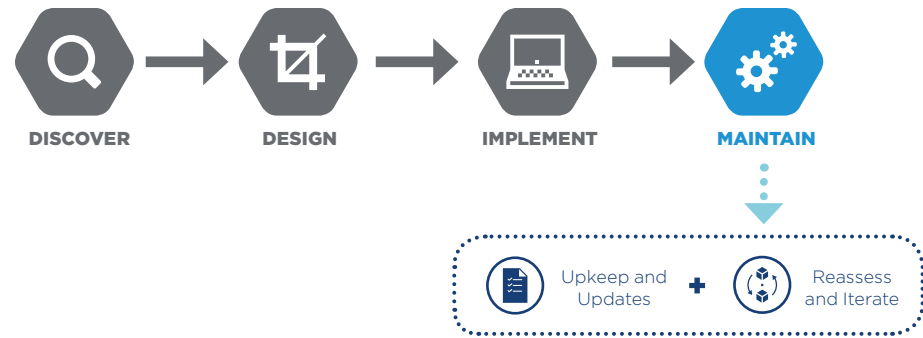 DISCOVER
DESIGN
IMPLEMENT
MAINTAIN
Upkeep and
Updates
+
Reassess
and Iterate